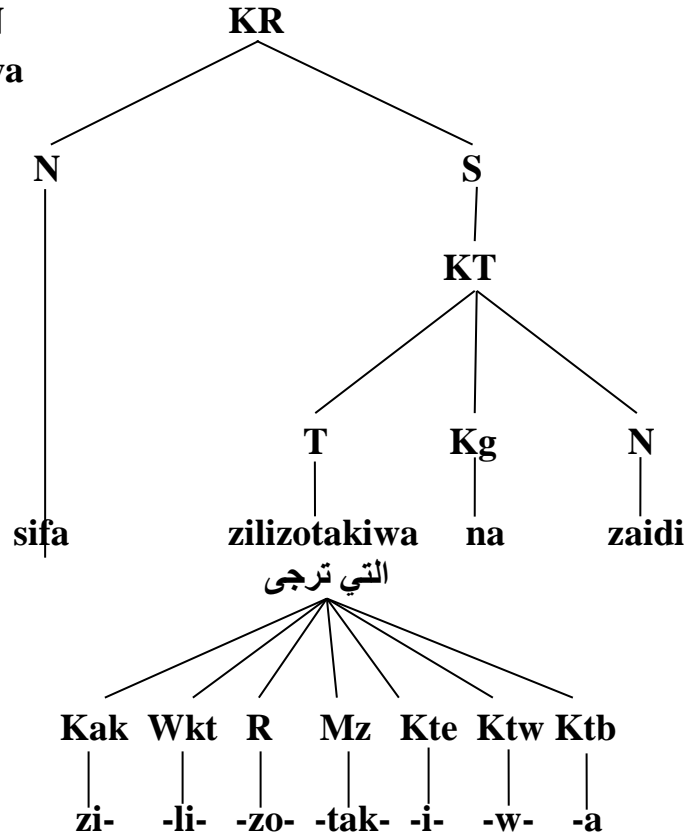 KR
N S
KT
T Kg N
sifa zilizotakiwa na zaidi
التي ترجى
Kak Wkt R Mz Kte Ktw Ktb
zi- -li- -zo- -tak- -i- -w- -a